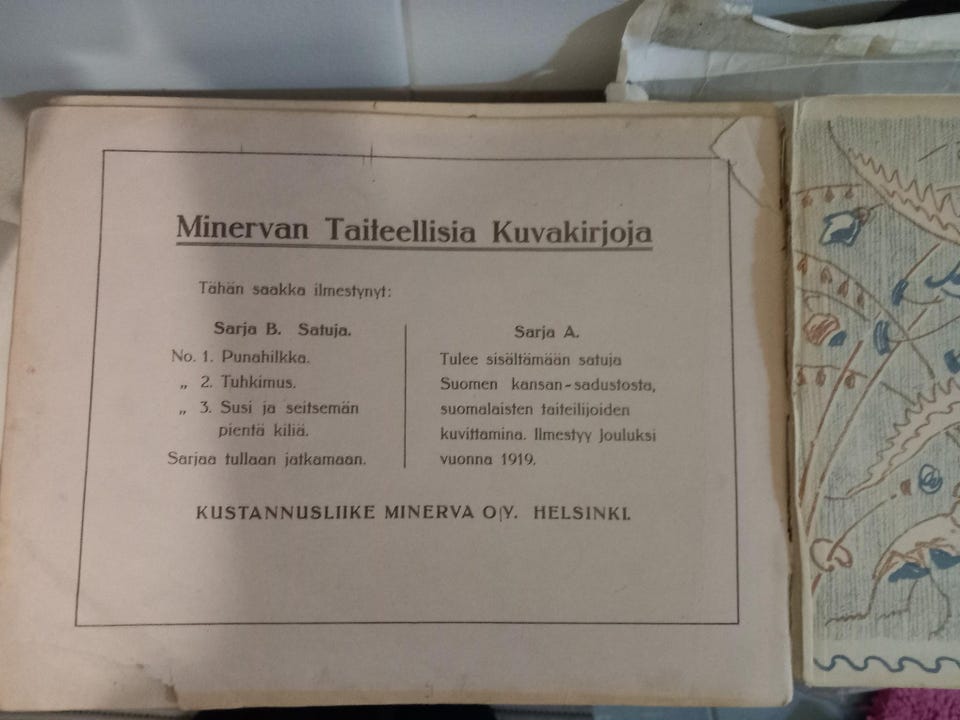 Minervan Taiteellisia Kuvakirjoja
Tähän saakka ilmestynyt:
Sarja B. Satuja.
No. 1. Punahilkka.
„ 2. Tuhkimus.
„ 3. Susi ja seitsemän
pientä kiliä.
Sarjaa tullaan jatkamaan.
Sarja A.
Tulee sisältämään satuja
Suomen kansan-sadustosta,
suomalaisten taiteilijoiden
kuvittamina. Ilmestyy Jouluksi
vuonna 1919.
KUSTANNUSLIIKE MINERVA O/Y. HELSINKI.